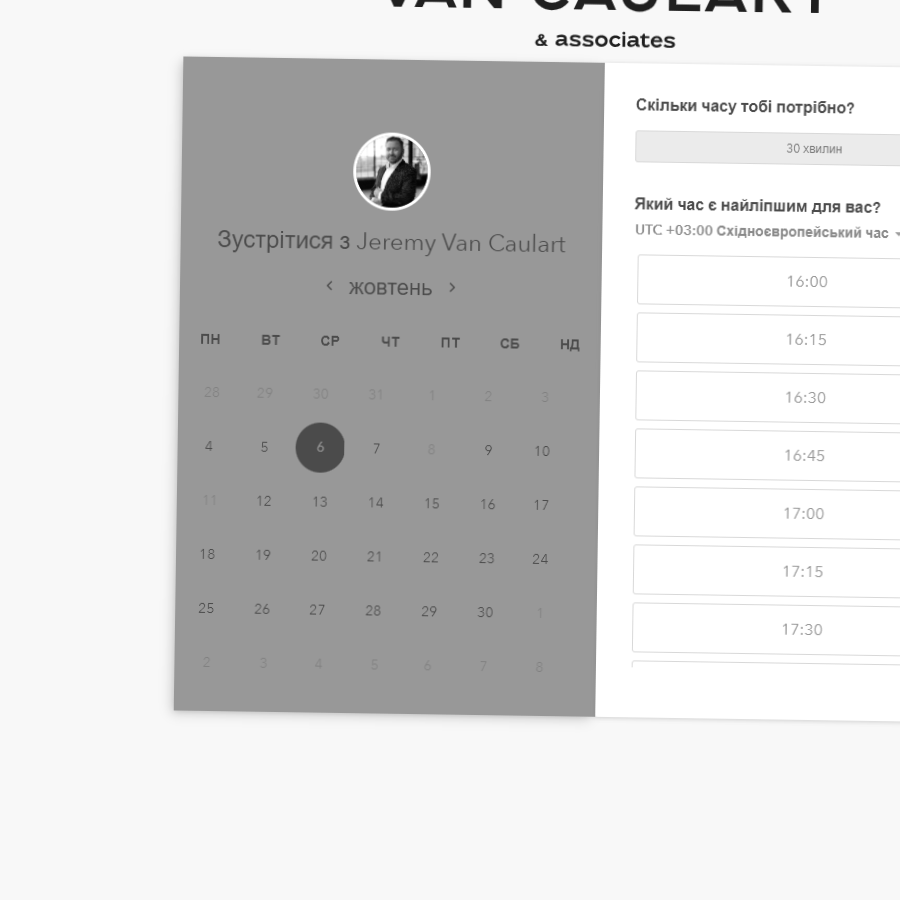 VAN CAULART
& associates
Зустрітися з Jeremy Van Caulart
жовтень
ПН ВТ СР ЧТ ПТ СБ НД
28 29 30 31 1 2 3
4 5 6 7 8 9 10
11 12 13 14 15 16 17
18 19 20 21 22 23 24
25 26 27 28 29 30 1
2 3 4 5 6 7 8
Скільки часу тобі потрібно?
30 хвилин
Який час є найліпшим для вас?
UTC +03:00 Східноєвропейський час
16:00
16:15
16:30
16:45
17:00
17:15
17:30